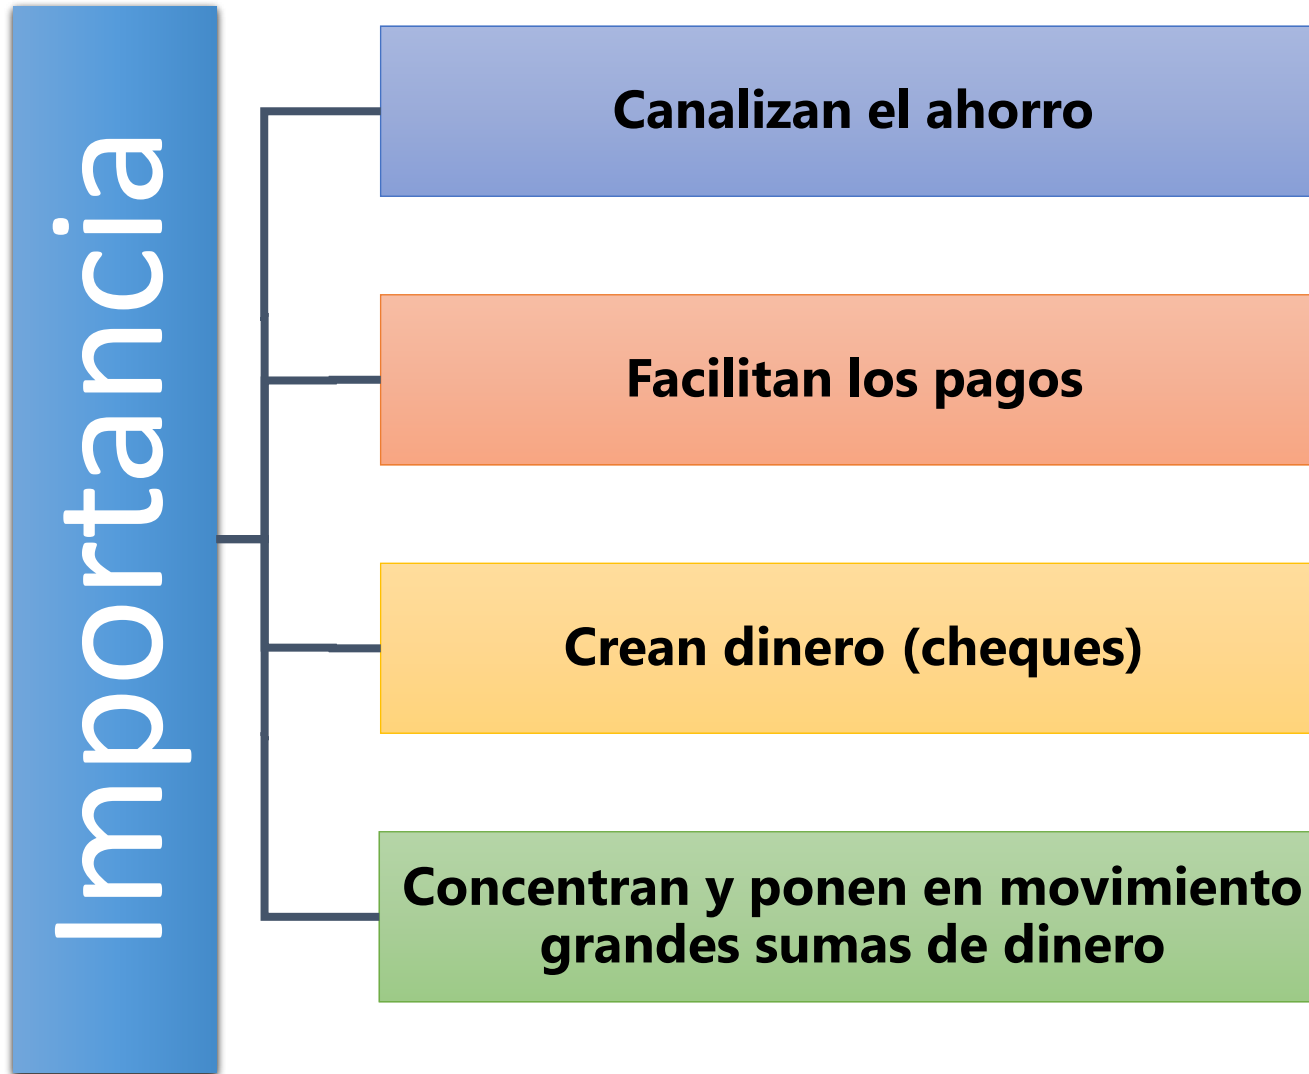 Importancia
Canalizan el ahorro
Facilitan los pagos
Crean dinero (cheques)
Concentran y ponen en movimiento
grandes sumas de dinero